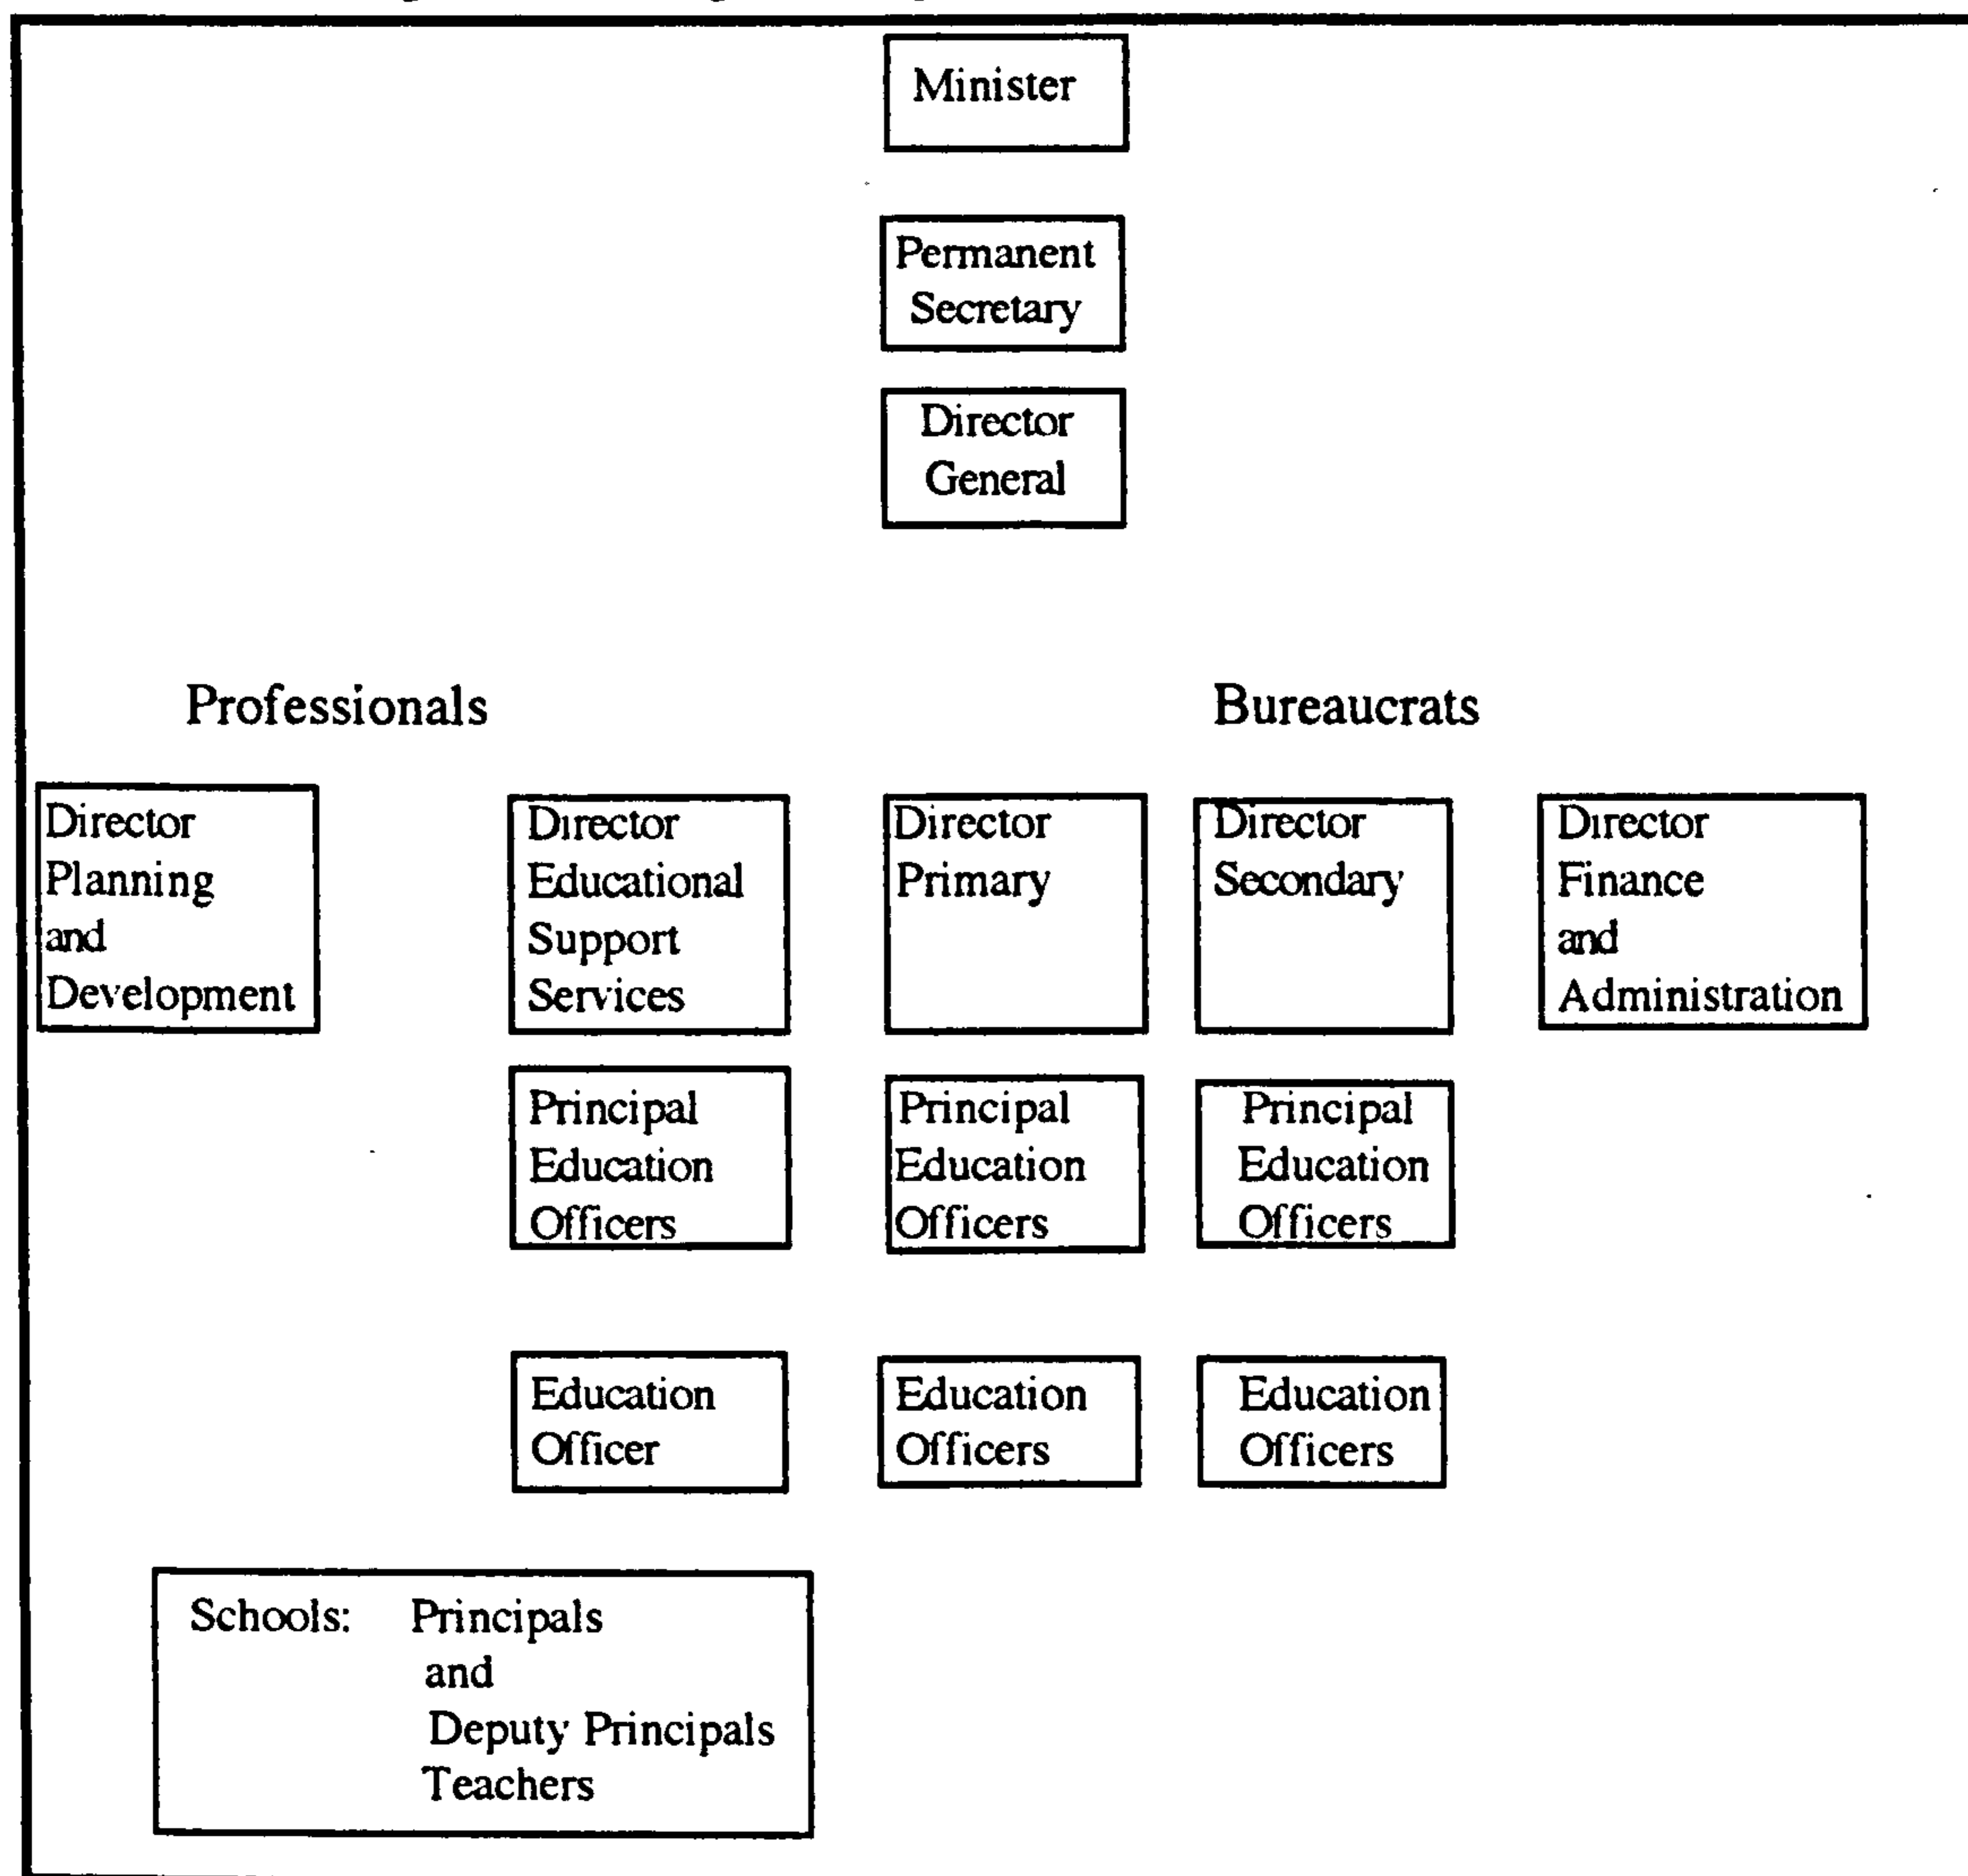 Minister
Permanent
Secretary
Director
General
Professionals
Bureaucrats
Director
Planning
and
Development
Director
Educational
Support
Services
Director
Primary
Director
Secondary
Director
Finance
and
Administration
Principal
Education
Officers
Principal
Education
Officers
Principal
Education
Officers
Education
Officer
Education
Officers
Education
Officers
Schools: Principals
and
Deputy Principals
Teachers